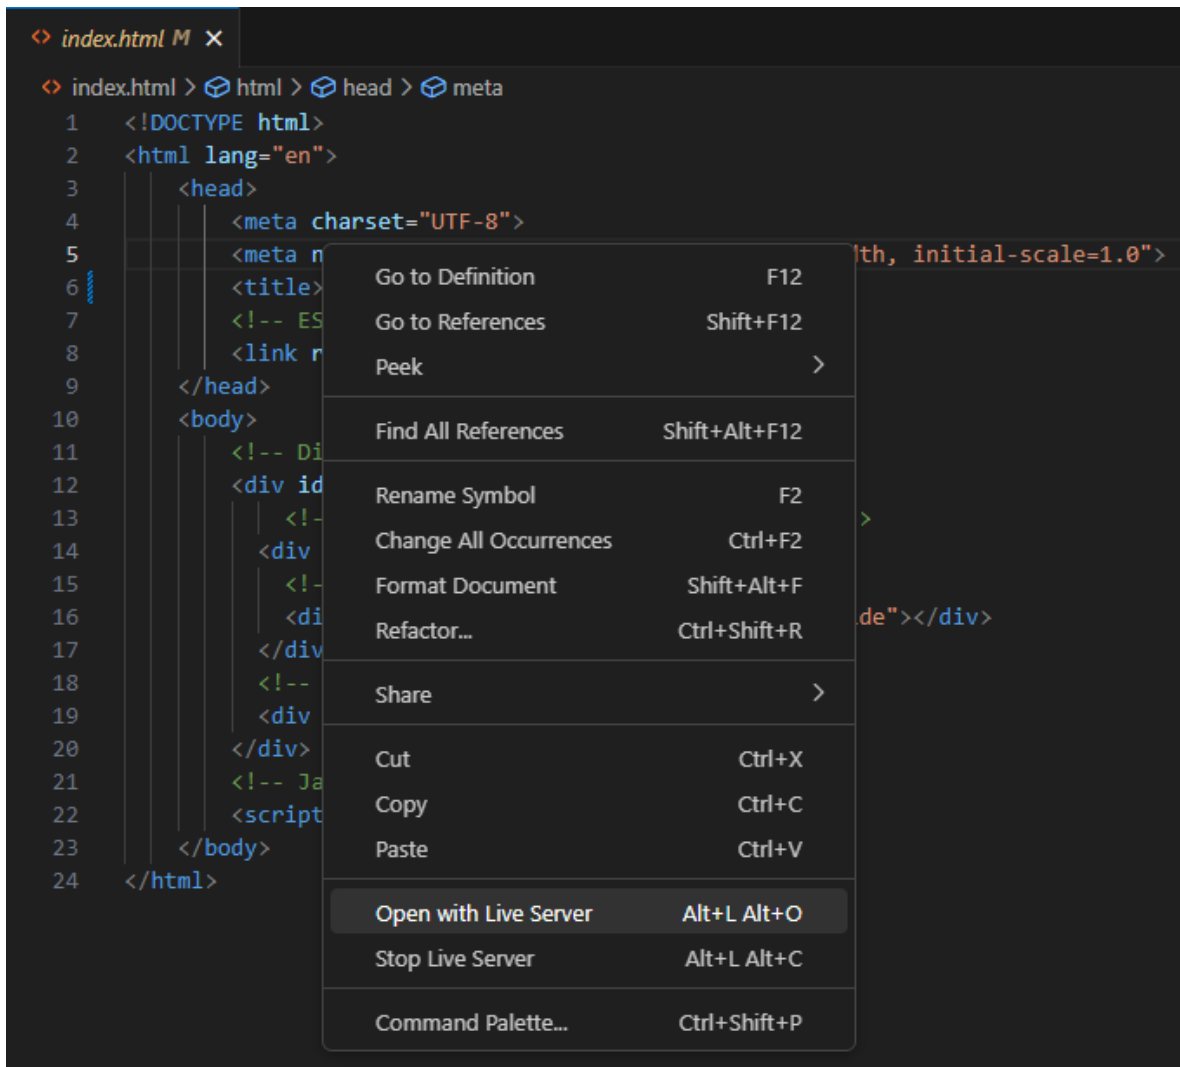 index.html M
index.html > html > head > meta
1 <!DOCTYPE html>
2 <html lang="en">
3 <head>
4 <meta charset="UTF-8">
5 <meta n th, initial-scale=1.0">
6 <title>
7 <!-- ES
8 <link r
9 </head>
10 <body>
11 <!-- Di
12 <div id
13 <!- >
14 <div
15 <!-
16 <di de"></div>
17 </div
18 <!--
19 <div
20 </div>
21 <!-- Ja
22 <script
23 </body>
24 </html>
Go to Definition F12
Go to References Shift+F12
Peek
Find All References Shift+Alt+F12
Rename Symbol F2
Change All Occurrences Ctrl+F2
Format Document Shift+Alt+F
Refactor... Ctrl+Shift+R
Share
Cut Ctrl+X
Copy Ctrl+C
Paste Ctrl+V
Open with Live Server Alt+L Alt+O
Stop Live Server Alt+L Alt+C
Command Palette... Ctrl+Shift+P